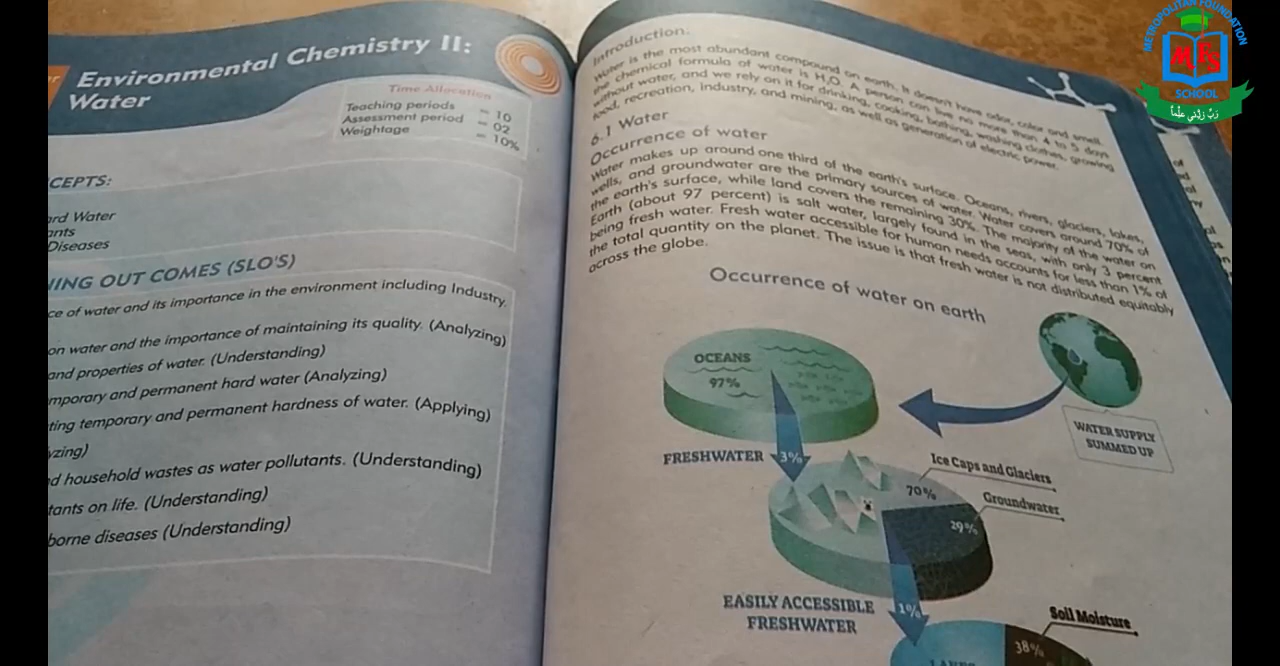 Environmental Chemistry II:
Water
Time Allocation
Teaching periods = 10
Assessment period = 02
Weightage = 10%
CEPTS:
ard Water
ants
Diseases
NING OUT COMES (SLO'S)
ce of water and its importance in the environment including Industry.
on water and the importance of maintaining its quality. (Analyzing)
and properties of water. (Understanding)
mporary and permanent hard water (Analyzing)
ting temporary and permanent hardness of water. (Applying)
yzing)
d household wastes as water pollutants. (Understanding)
tants on life. (Understanding)
borne diseases (Understanding)
Introduction:
Water is the most abundant compound on earth. It doesn't have odor, color and smell.
the chemical formula of water is H₂O. A person can live no more than 4 to 5 days
without water, and we rely on it for drinking, cooking, bathing, washing clothes, growing
food, recreation, industry, and mining, as well as generation of electric power.
6.1 Water
Occurrence of water
Water makes up around one third of the earth's surface. Oceans, rivers, glaciers, lakes,
wells, and groundwater are the primary sources of water. Water covers around 70% of
the earth's surface, while land covers the remaining 30%. The majority of the water on
Earth (about 97 percent) is salt water, largely found in the seas, with only 3 percent
being fresh water. Fresh water accessible for human needs accounts for less than 1% of
the total quantity on the planet. The issue is that fresh water is not distributed equitably
across the globe.
Occurrence of water on earth
OCEANS
97%
WATER SUPPLY
SUMMED UP
FRESHWATER 3%
Ice Caps and Glaciers
70%
Groundwater
29%
EASILY ACCESSIBLE
FRESHWATER
1%
Soil Moisture
38%
LAKES
METROPOLITAN FOUNDATION
MFS
SCHOOL
رَبِّ زِدْنِي عِلْمًا